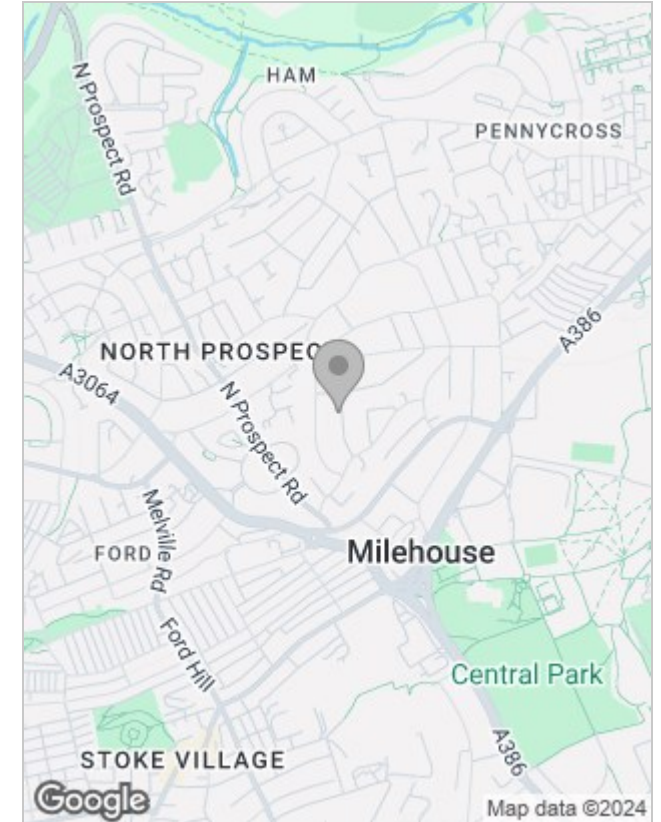 HAM
N Prospect Rd
PENNYCROSS
A386
NORTH PROSPEC
A3064
N Prospect Rd
Melville Rd
Milehouse
FORD
Ford Hill
Central Park
A386
STOKE VILLAGE
Google
Map data ©2024